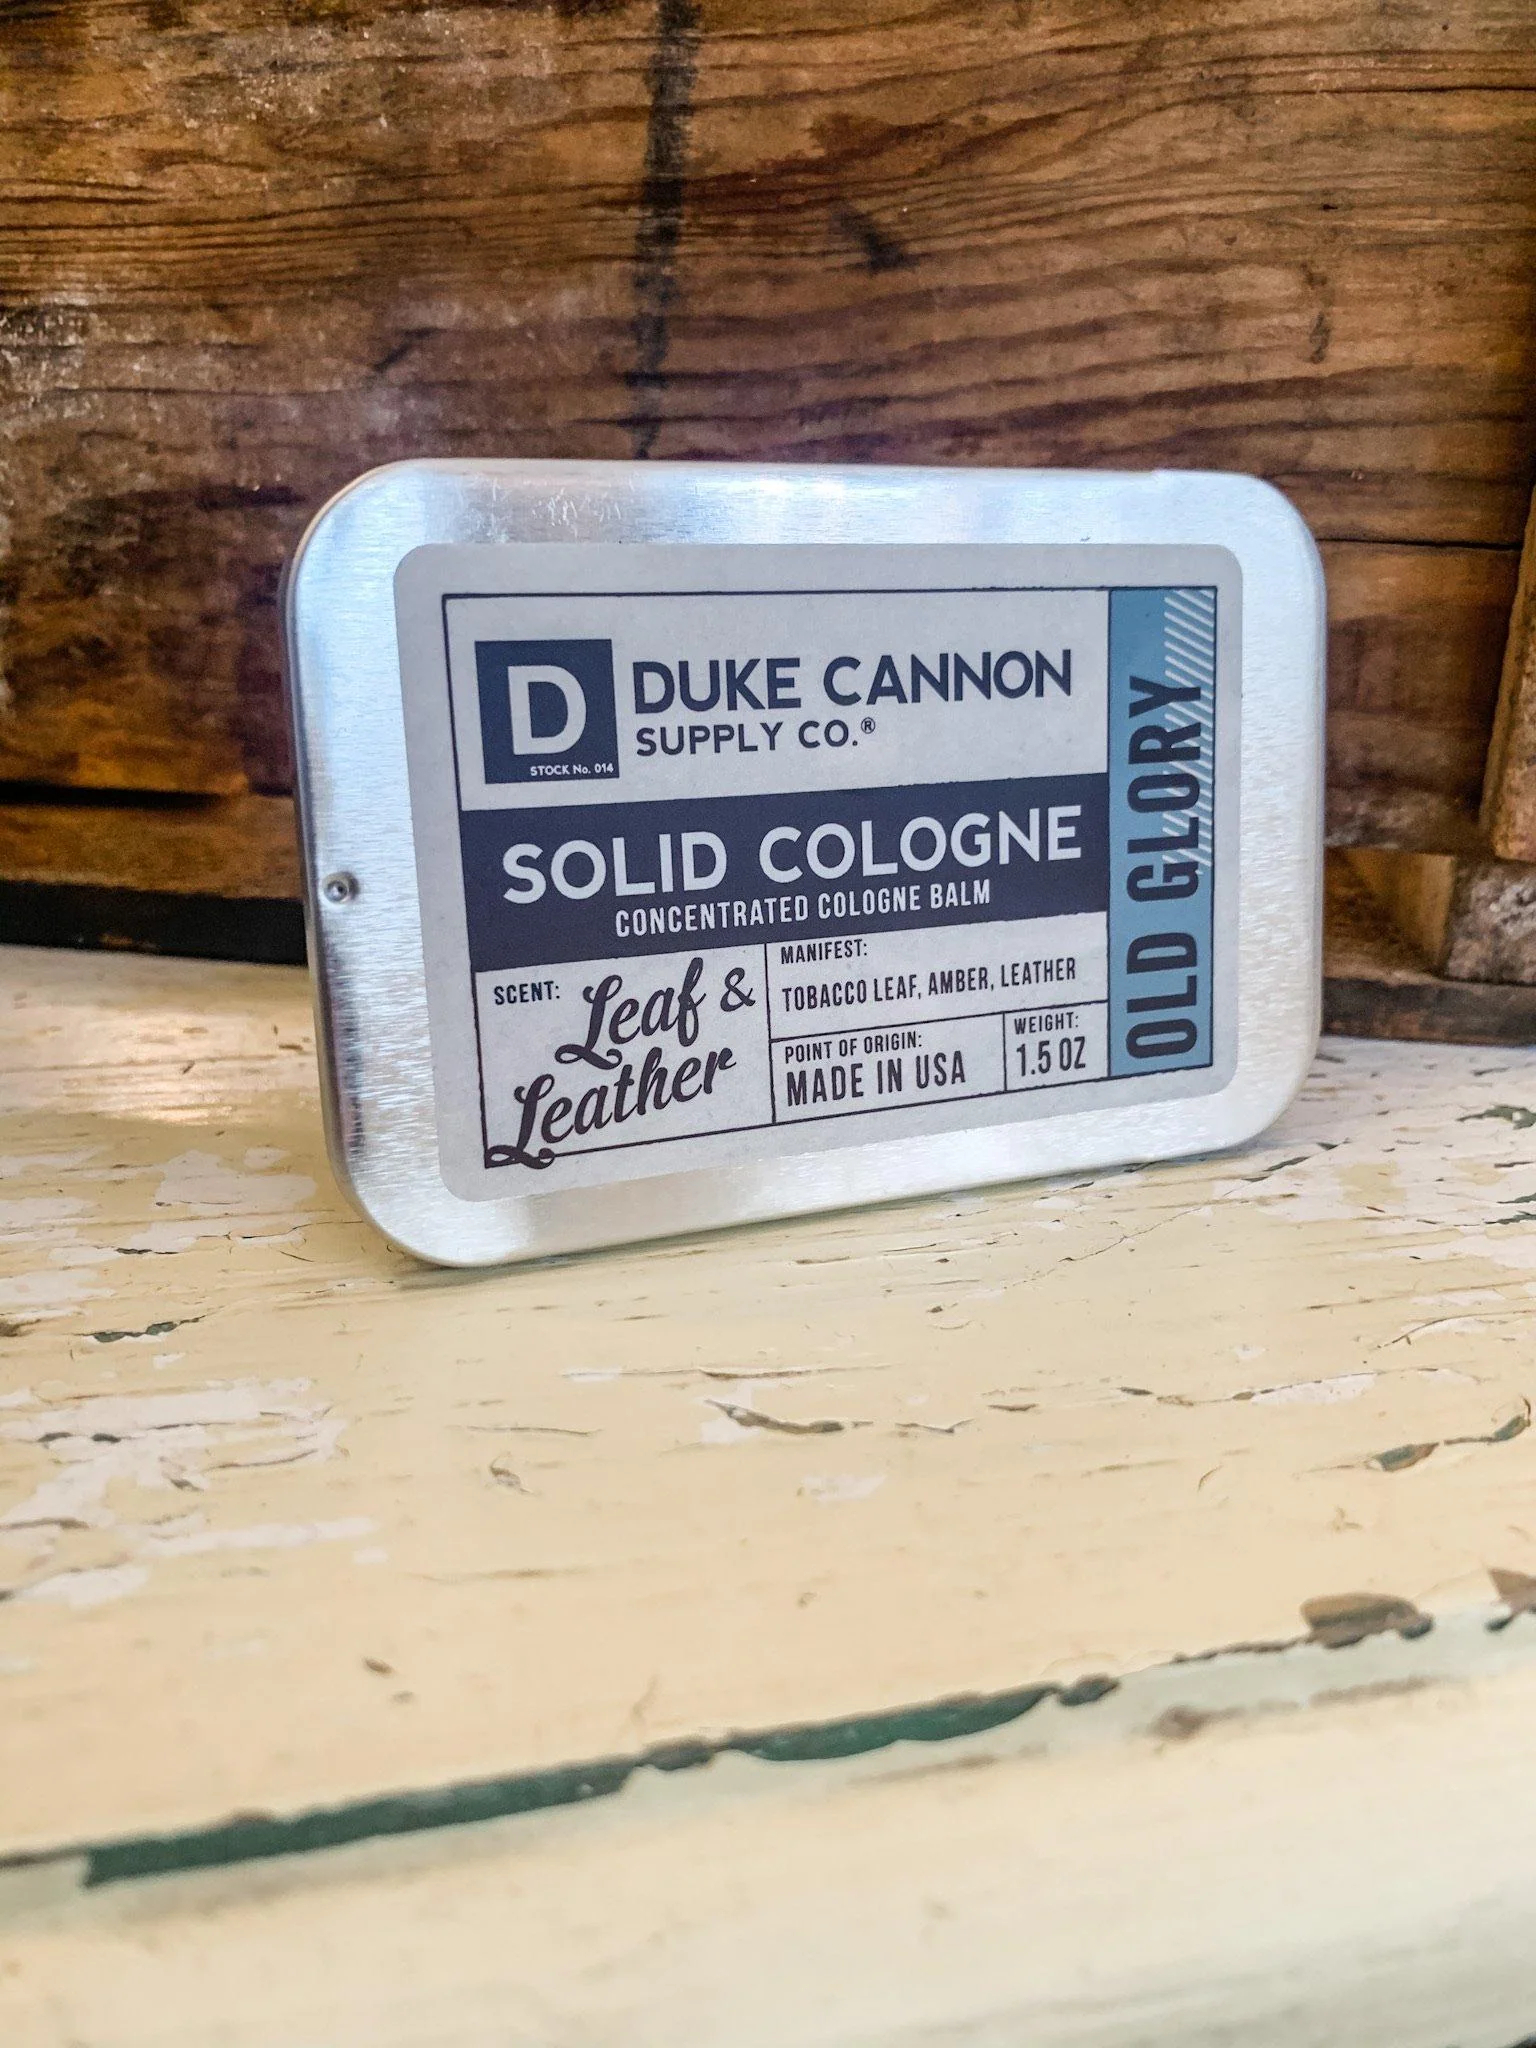 D
STOCK No. 014
DUKE CANNON
SUPPLY CO.®
SOLID COLOGNE
CONCENTRATED COLOGNE BALM
SCENT: Leaf &
Leather
MANIFEST:
TOBACCO LEAF, AMBER, LEATHER
POINT OF ORIGIN:
MADE IN USA
WEIGHT:
1.5 OZ
OLD GLORY